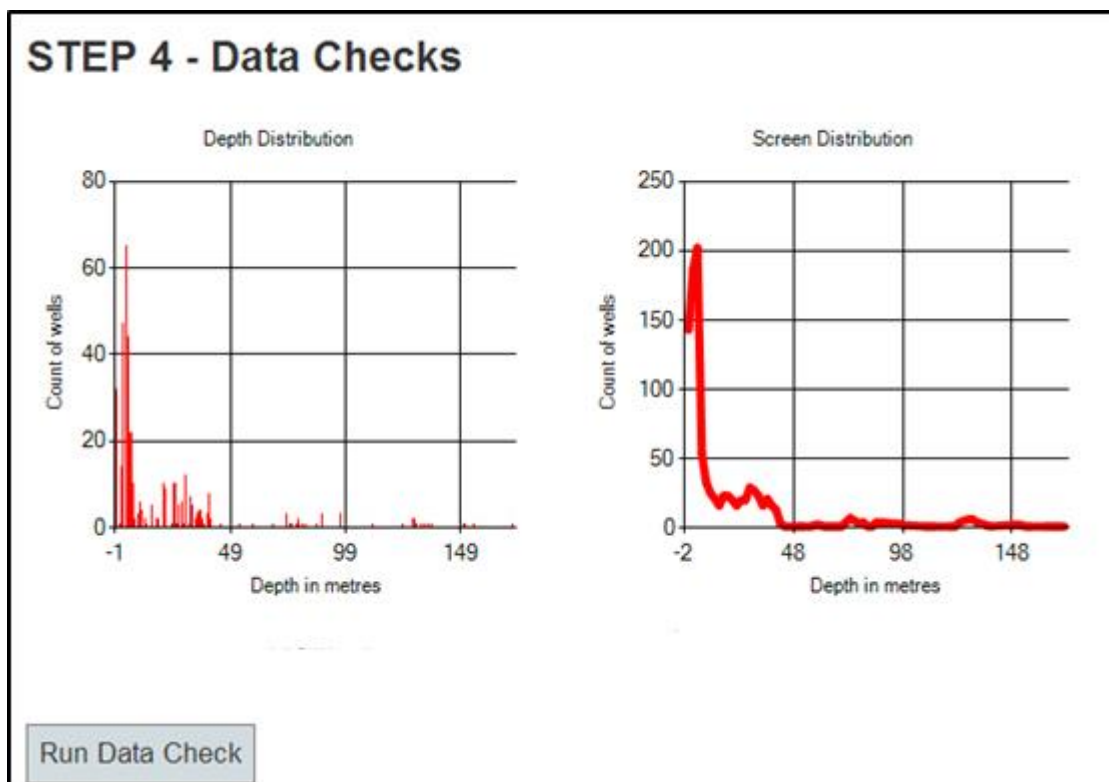 STEP 4 - Data Checks
Depth Distribution
80
60
40
20
0
Count of wells
-1
49
99
149
Depth in metres
Screen Distribution
250
200
150
100
50
0
Count of wells
-2
48
98
148
Depth in metres
Run Data Check